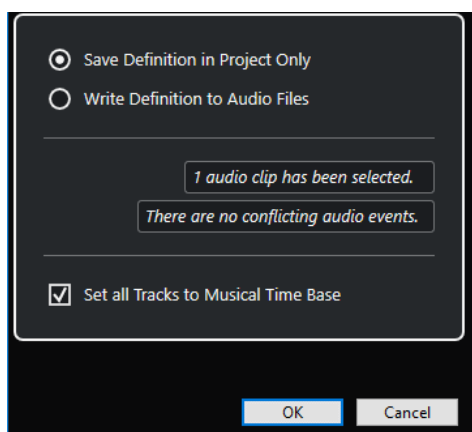 Save Definition in Project Only
Write Definition to Audio Files
1 audio clip has been selected.
There are no conflicting audio events.
Set all Tracks to Musical Time Base
OK
Cancel